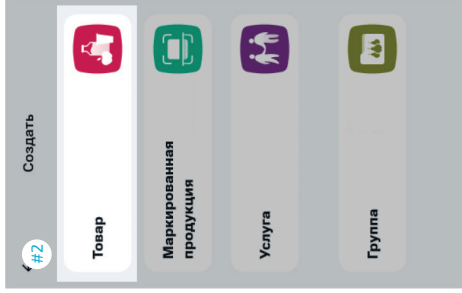 Создать
#2
Товар
Маркированная
продукция
Услуга
Группа